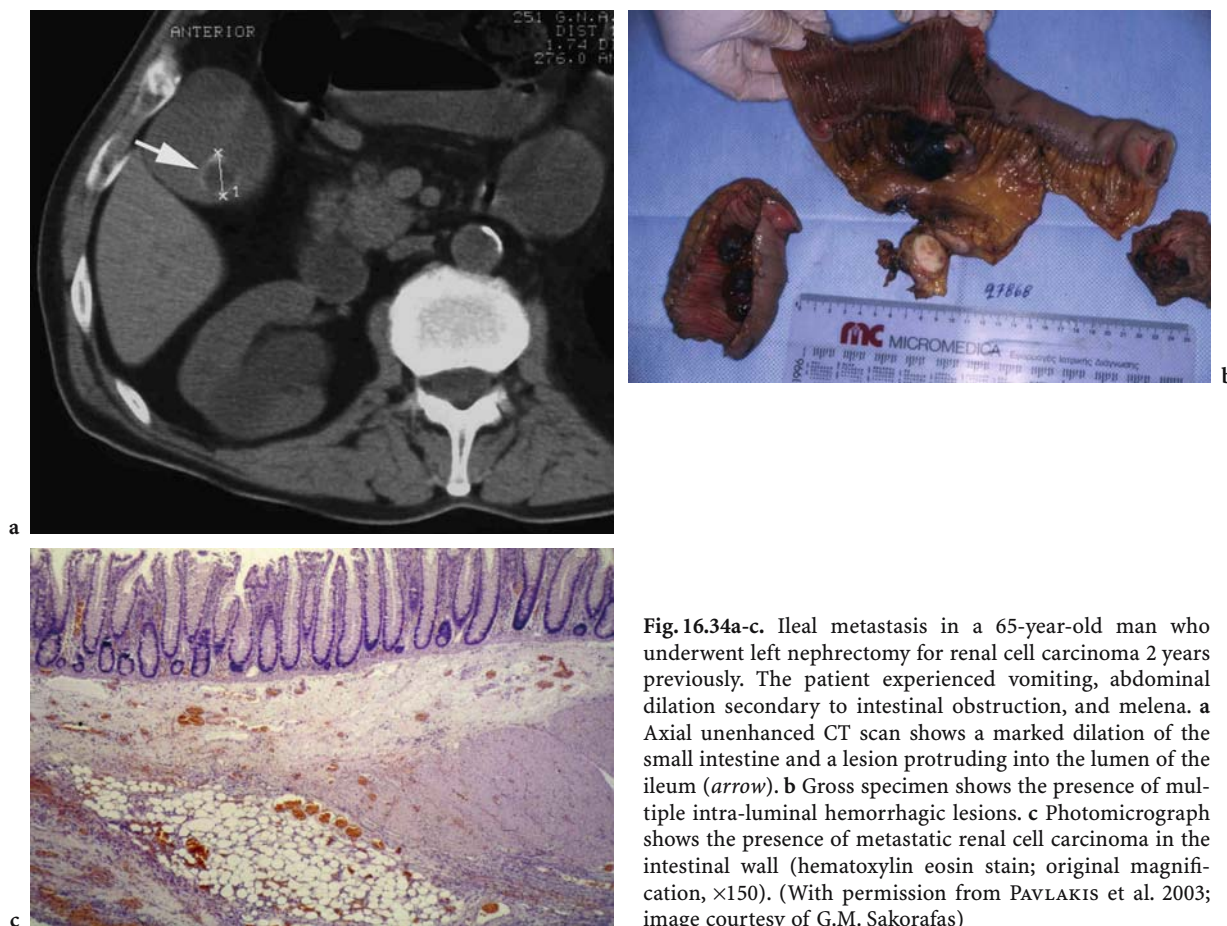 251 G.N.A.
ANTERIOR
DIST
1.74
276.0
1
a
b
97868
mc MICROMEDICA Εφαρμογές Ιατρικής Διάγνωσης
1996
c
Fig. 16.34a-c. Ileal metastasis in a 65-year-old man who
underwent left nephrectomy for renal cell carcinoma 2 years
previously. The patient experienced vomiting, abdominal
dilation secondary to intestinal obstruction, and melena. a
Axial unenhanced CT scan shows a marked dilation of the
small intestine and a lesion protruding into the lumen of the
ileum (arrow). b Gross specimen shows the presence of mul-
tiple intra-luminal hemorrhagic lesions. c Photomicrograph
shows the presence of metastatic renal cell carcinoma in the
intestinal wall (hematoxylin eosin stain; original magnifi-
cation, ×150). (With permission from PAVLAKIS et al. 2003;
image courtesy of G.M. Sakorafas)